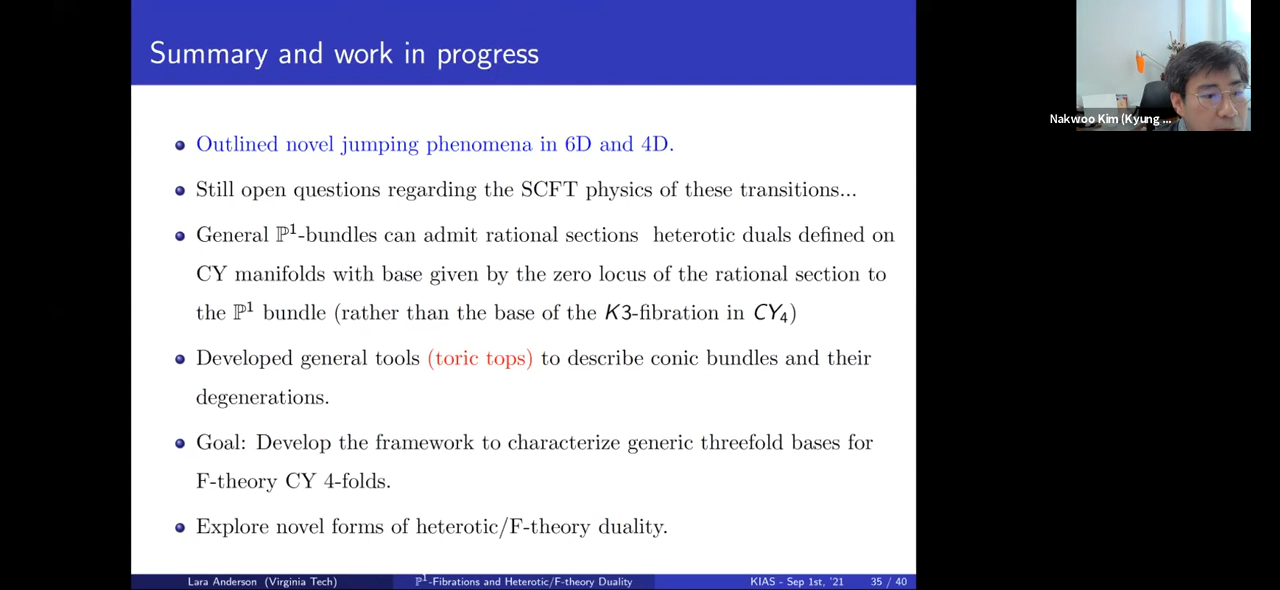 Summary and work in progress
Outlined novel jumping phenomena in 6D and 4D.
Still open questions regarding the SCFT physics of these transitions...
General ℙ¹-bundles can admit rational sections heterotic duals defined on
CY manifolds with base given by the zero locus of the rational section to
the ℙ¹ bundle (rather than the base of the K3-fibration in CY₄)
Developed general tools (toric tops) to describe conic bundles and their
degenerations.
Goal: Develop the framework to characterize generic threefold bases for
F-theory CY 4-folds.
Explore novel forms of heterotic/F-theory duality.
Lara Anderson (Virginia Tech)
ℙ¹-Fibrations and Heterotic/F-theory Duality
KIAS - Sep 1st, '21
35 / 40
Nakwoo Kim (Kyung ...